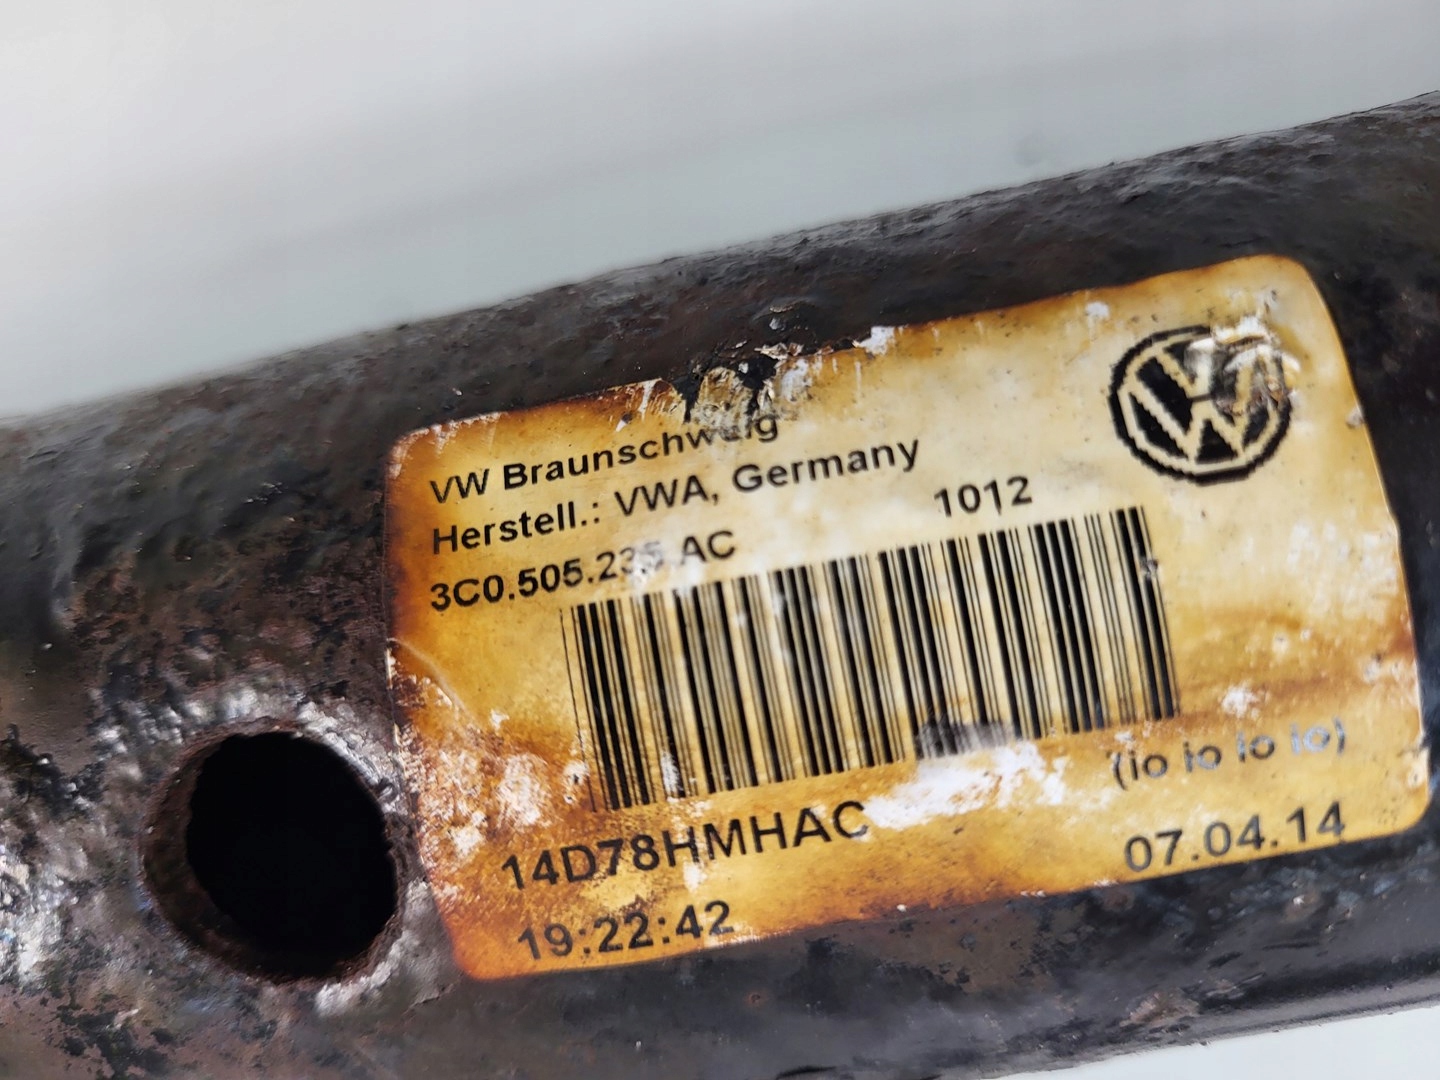 VW Braunschweig
Herstell.: VWA, Germany
3C0.505.235 AC 1012
(io io io io)
14D78HMHAC 07.04.14
19:22:42